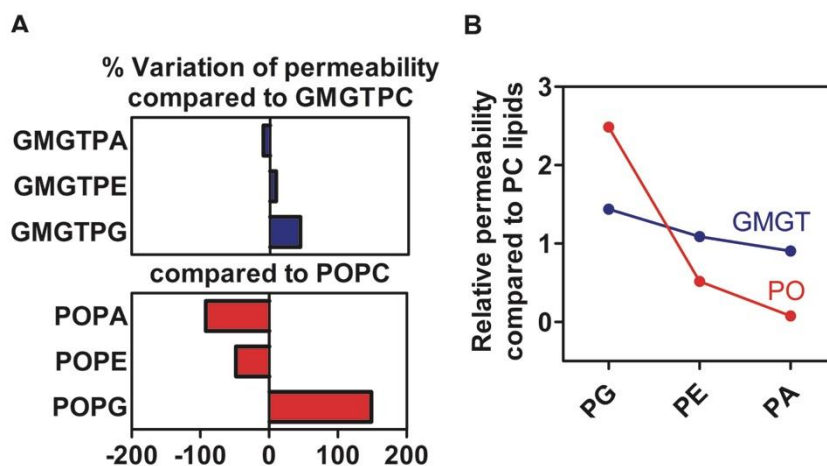 A
% Variation of permeability
compared to GMGTPC
GMGTPA
GMGTPE
GMGTPG
compared to POPC
POPA
POPE
POPG
-200 -100 0 100 200
B
Relative permeability
compared to PC lipids
3
2
1
0
GMGT
PO
PG PE PA